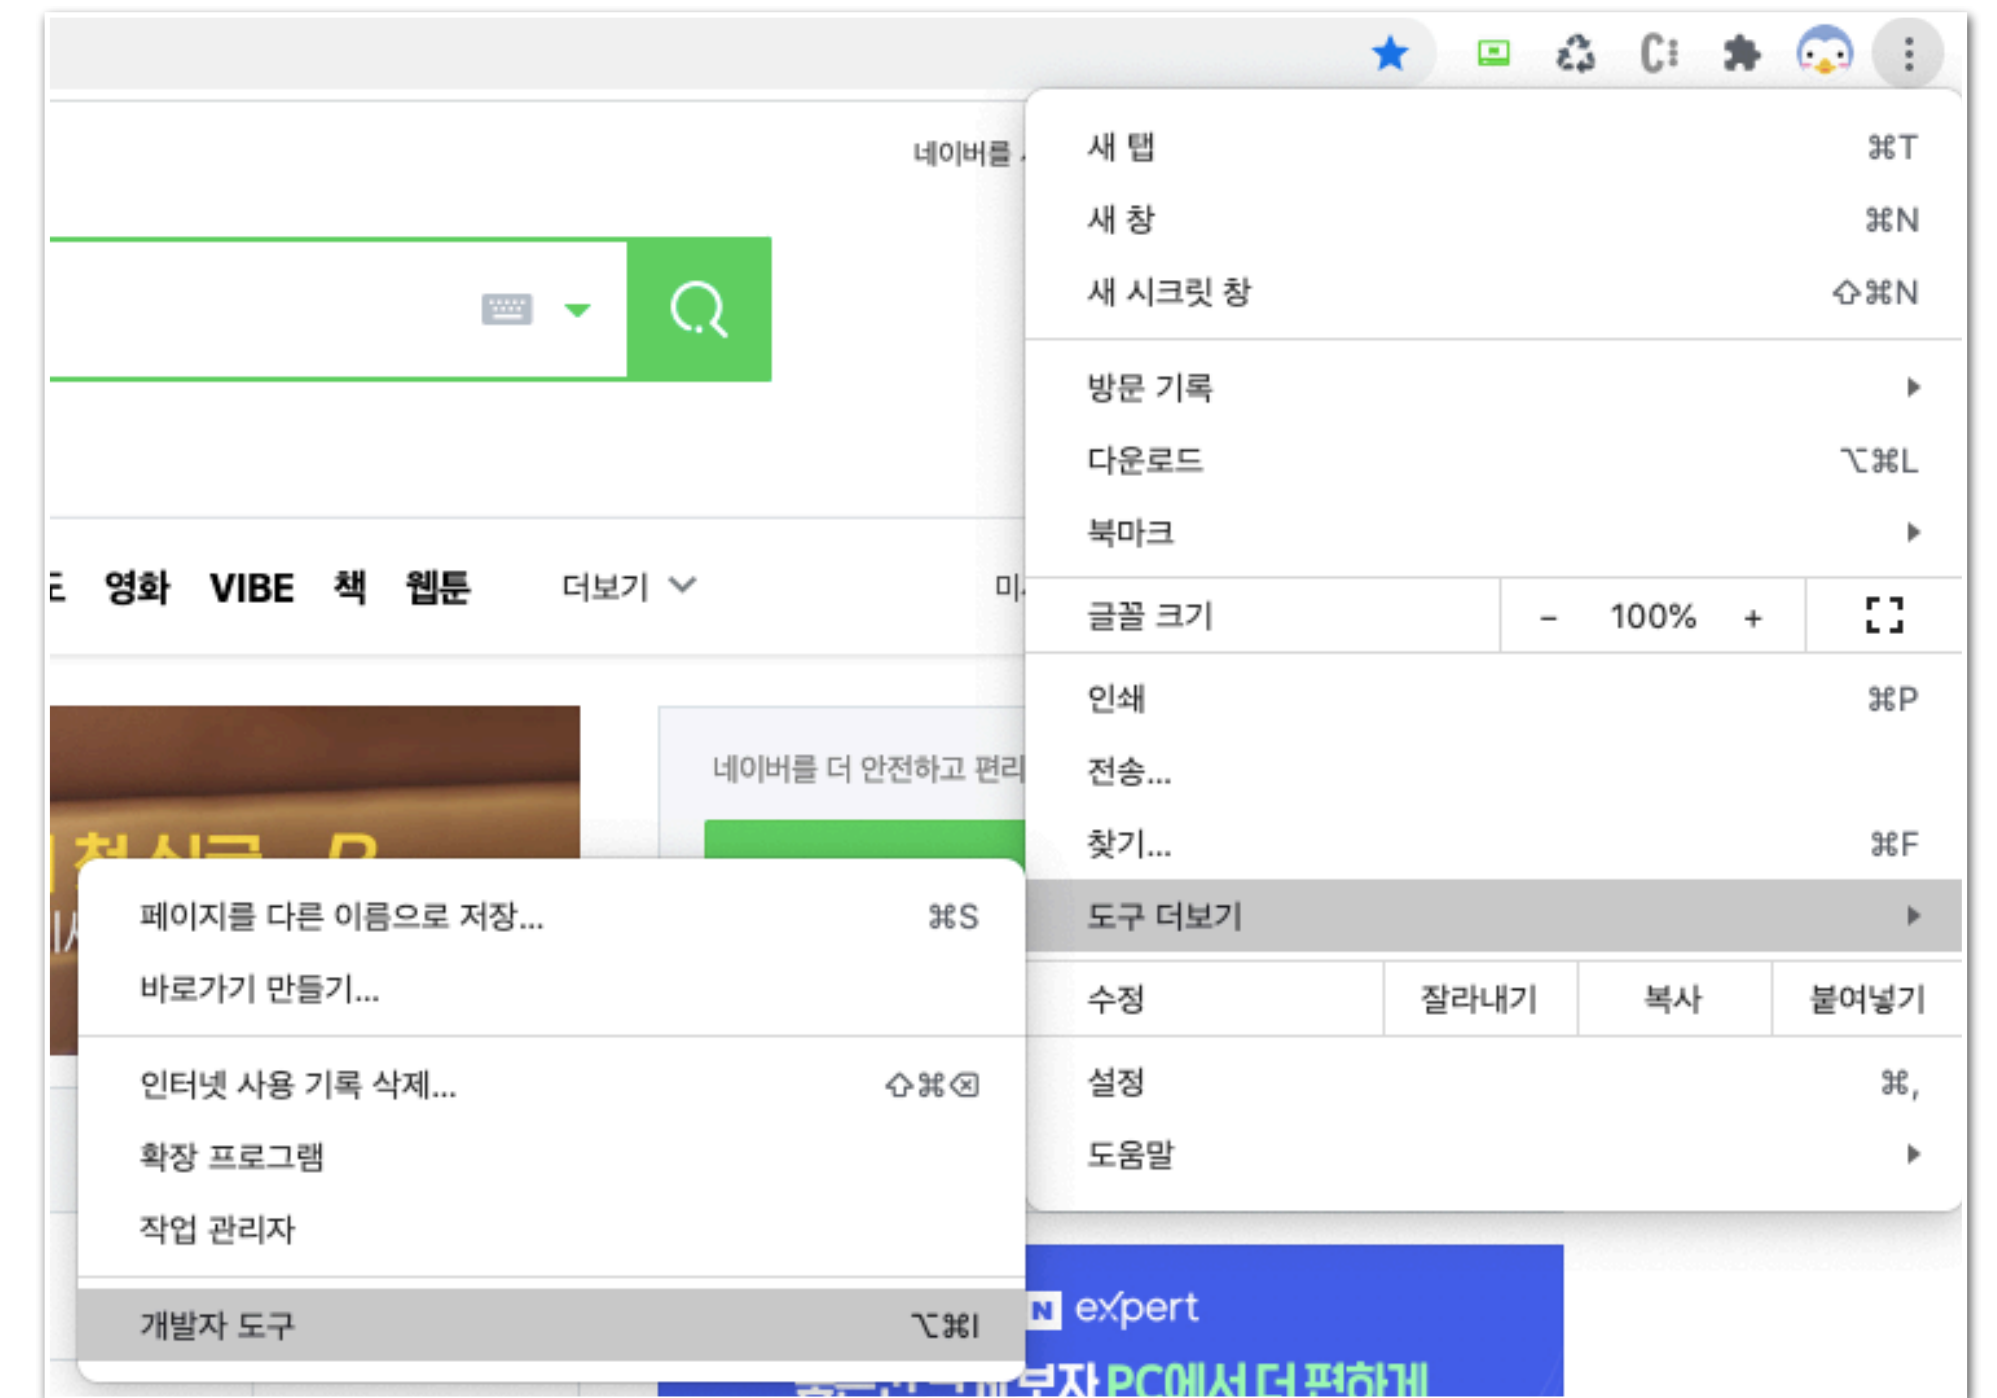 네이버를
새 탭 ⌘T
새 창 ⌘N
새 시크릿 창 ⇧⌘N
방문 기록
다운로드 ⌥⌘L
북마크
영화 VIBE 책 웹툰 더보기
글꼴 크기 - 100% +
인쇄 ⌘P
네이버를 더 안전하고 편리
전송...
찾기... ⌘F
도구 더보기
수정 잘라내기 복사 붙여넣기
설정 ⌘,
도움말
페이지를 다른 이름으로 저장... ⌘S
바로가기 만들기...
인터넷 사용 기록 삭제... ⇧⌘⌫
확장 프로그램
작업 관리자
개발자 도구 ⌥⌘I
N expert
PC에서 더 편하게